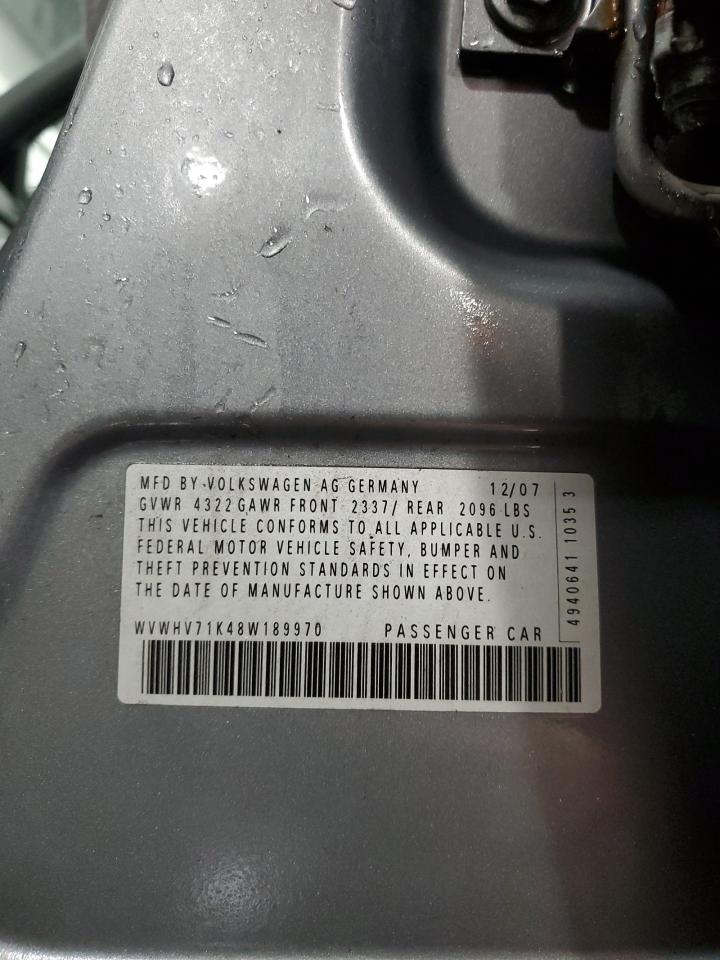 MFD BY VOLKSWAGEN AG GERMANY 12/07
GVWR 4322 GAWR FRONT 2337/ REAR 2096 LBS
THIS VEHICLE CONFORMS TO ALL APPLICABLE U.S.
FEDERAL MOTOR VEHICLE SAFETY, BUMPER AND
THEFT PREVENTION STANDARDS IN EFFECT ON
THE DATE OF MANUFACTURE SHOWN ABOVE.
WVWHV71K48W189970 PASSENGER CAR
4940641 1035 3